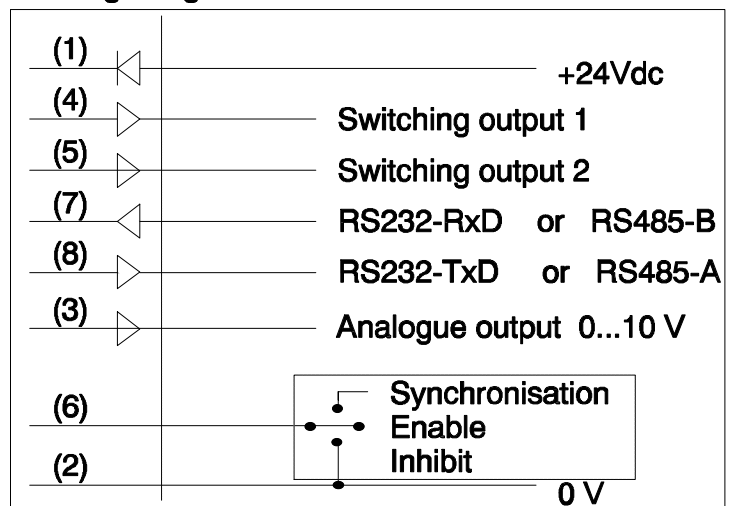 (1) +24Vdc
(4) Switching output 1
(5) Switching output 2
(7) RS232-RxD or RS485-B
(8) RS232-TxD or RS485-A
(3) Analogue output 0...10 V
Synchronisation
(6) Enable
Inhibit
(2) 0 V